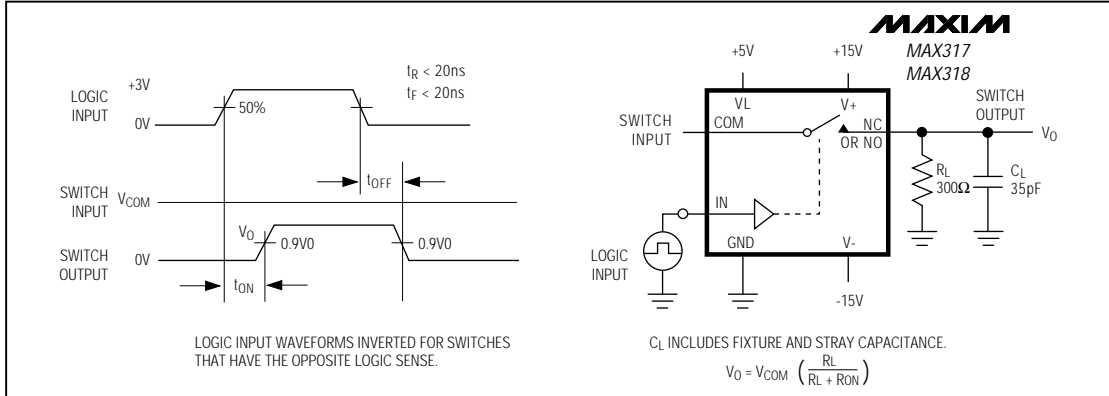 LOGIC
INPUT
+3V
0V
50%
tR < 20ns
tF < 20ns
tOFF
SWITCH
INPUT
VCOM
SWITCH
OUTPUT
VO
0V
0.9V0
0.9V0
tON
LOGIC INPUT WAVEFORMS INVERTED FOR SWITCHES
THAT HAVE THE OPPOSITE LOGIC SENSE.
MAXIM
MAX317
MAX318
+5V
+15V
VL
V+
SWITCH
INPUT
COM
NC
OR NO
SWITCH
OUTPUT
VO
RL
300Ω
CL
35pF
IN
LOGIC
INPUT
GND
V-
-15V
CL INCLUDES FIXTURE AND STRAY CAPACITANCE.
VO = VCOM ( RL / RL + RON )